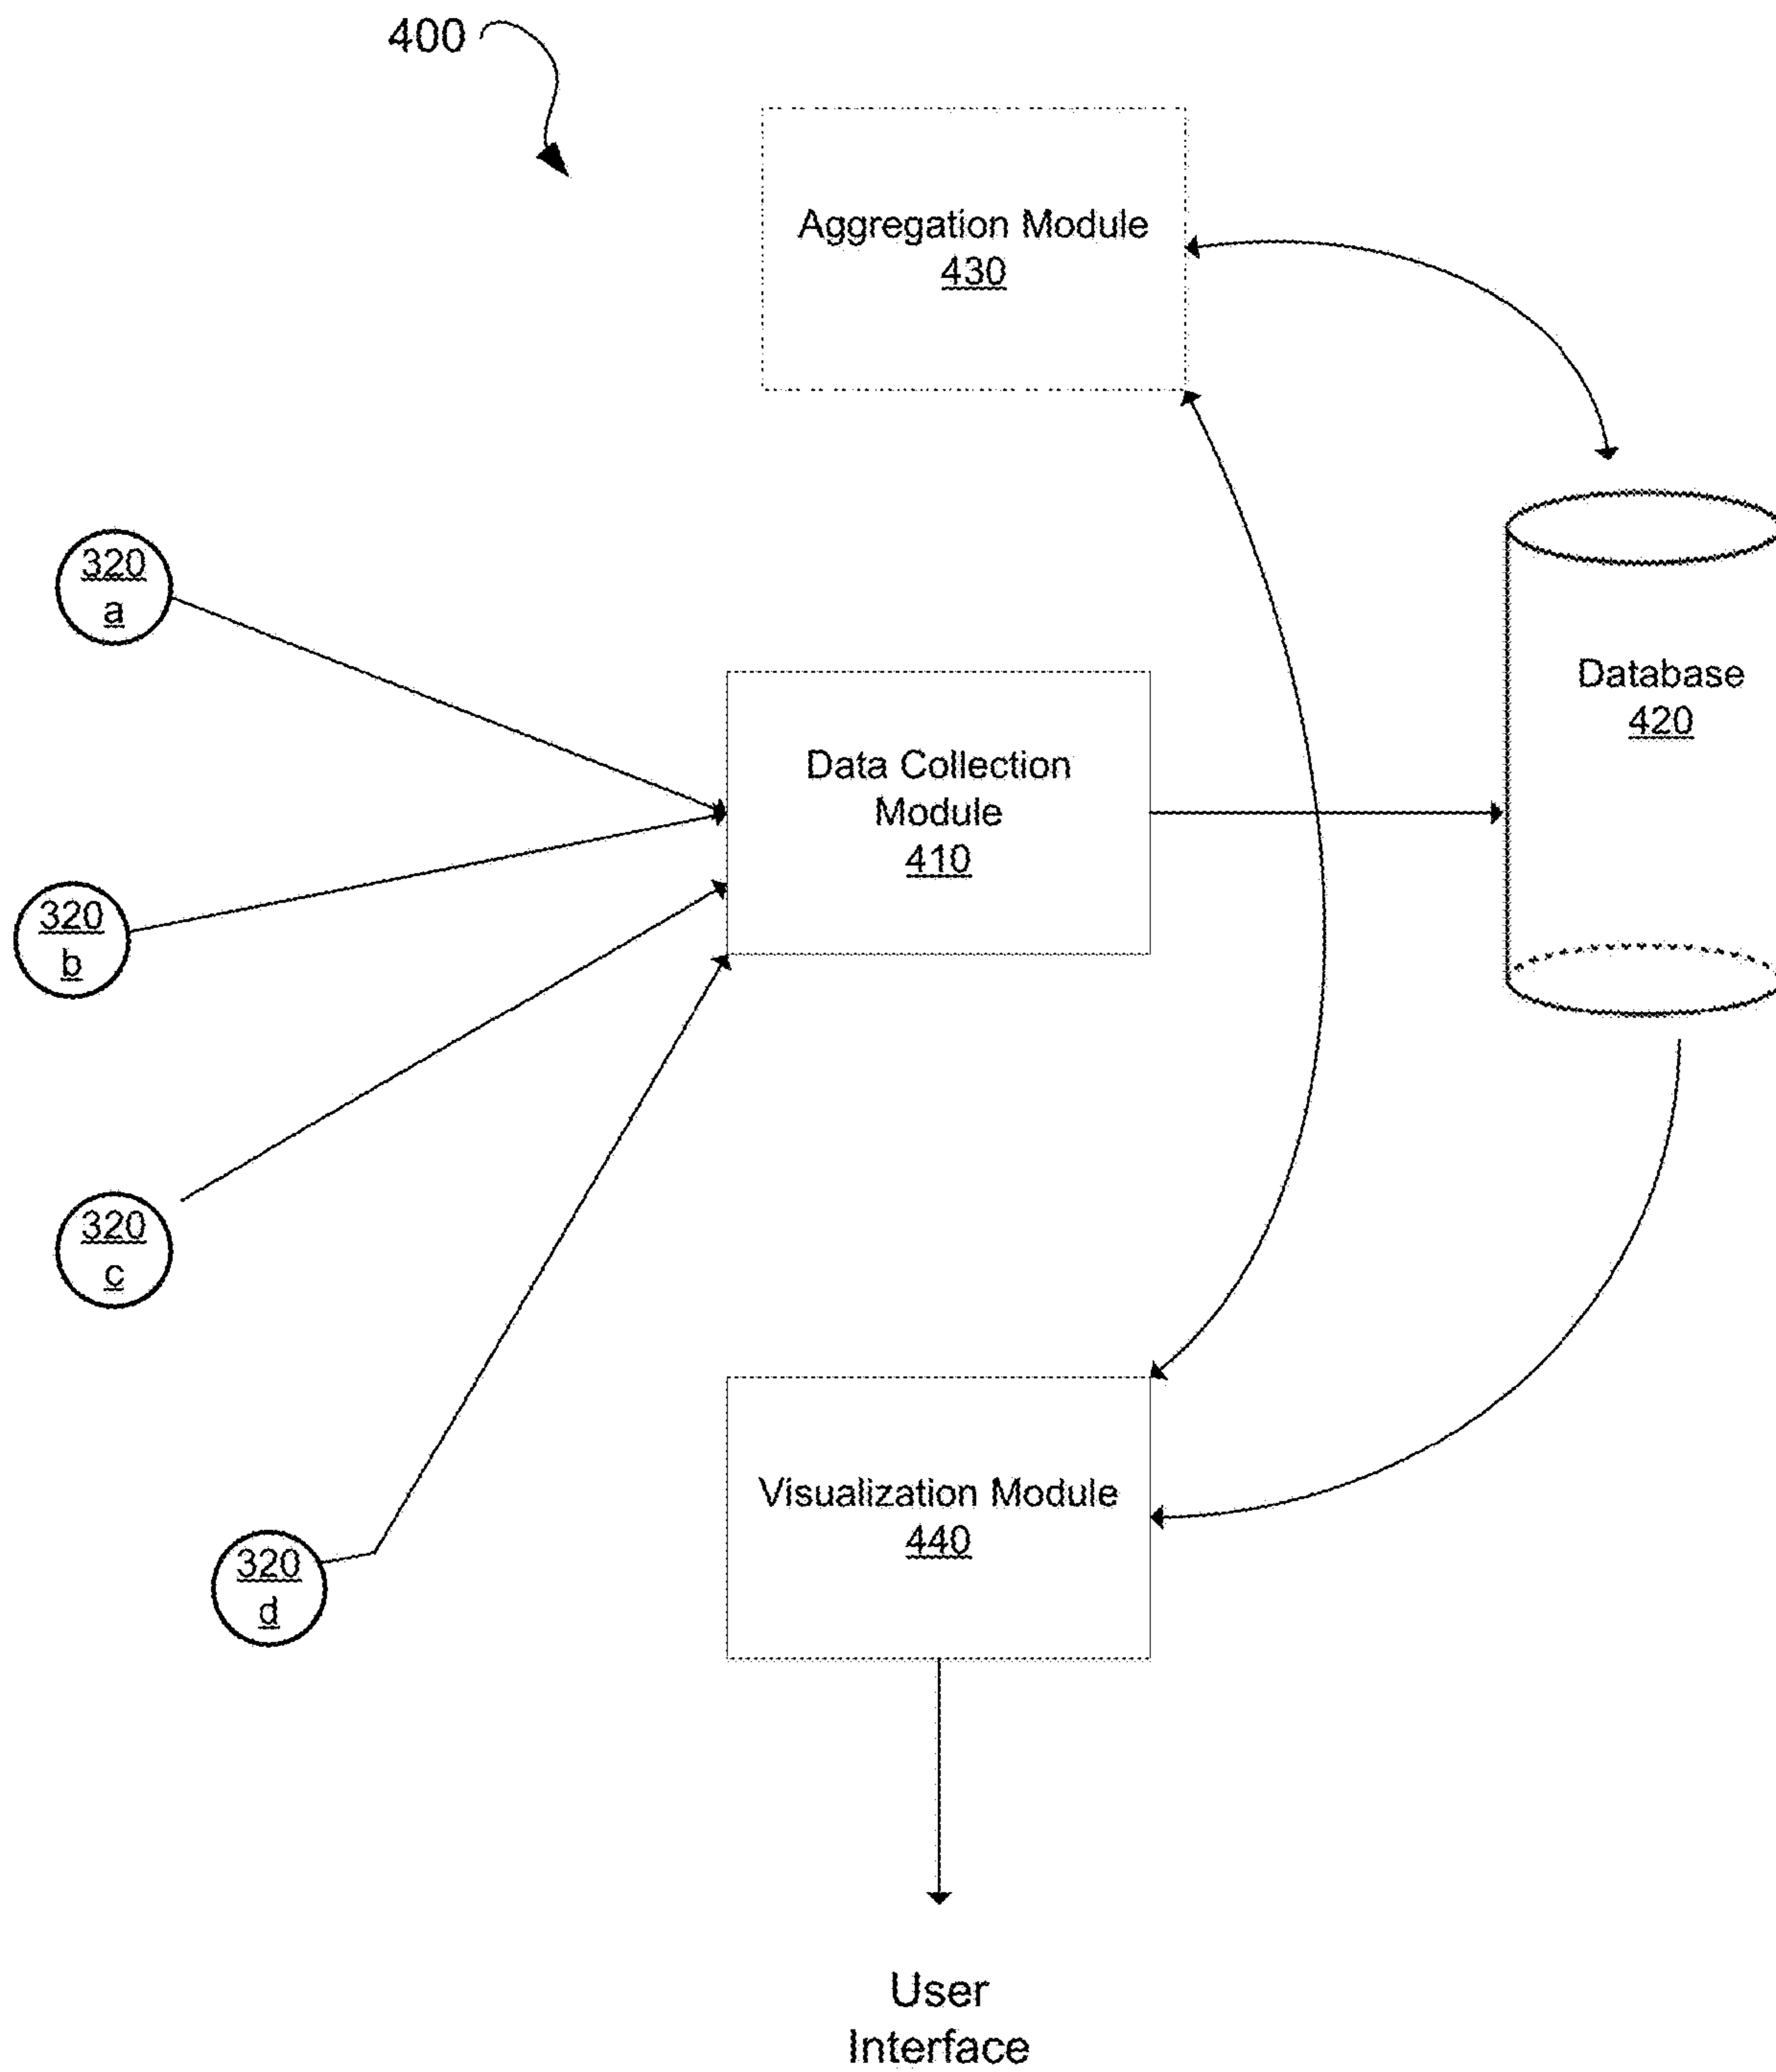 400
Aggregation Module
430
320
a
Database
420
Data Collection
Module
410
320
b
320
c
Visualization Module
440
320
d
User
Interface